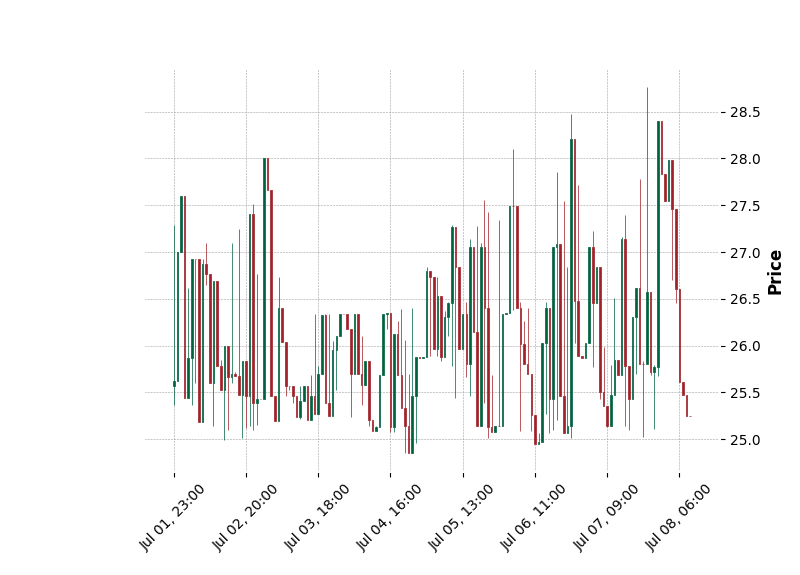 28.5
28.0
27.5
27.0
26.5
26.0
25.5
25.0
Price
Jul 01, 23:00
Jul 02, 20:00
Jul 03, 18:00
Jul 04, 16:00
Jul 05, 13:00
Jul 06, 11:00
Jul 07, 09:00
Jul 08, 06:00